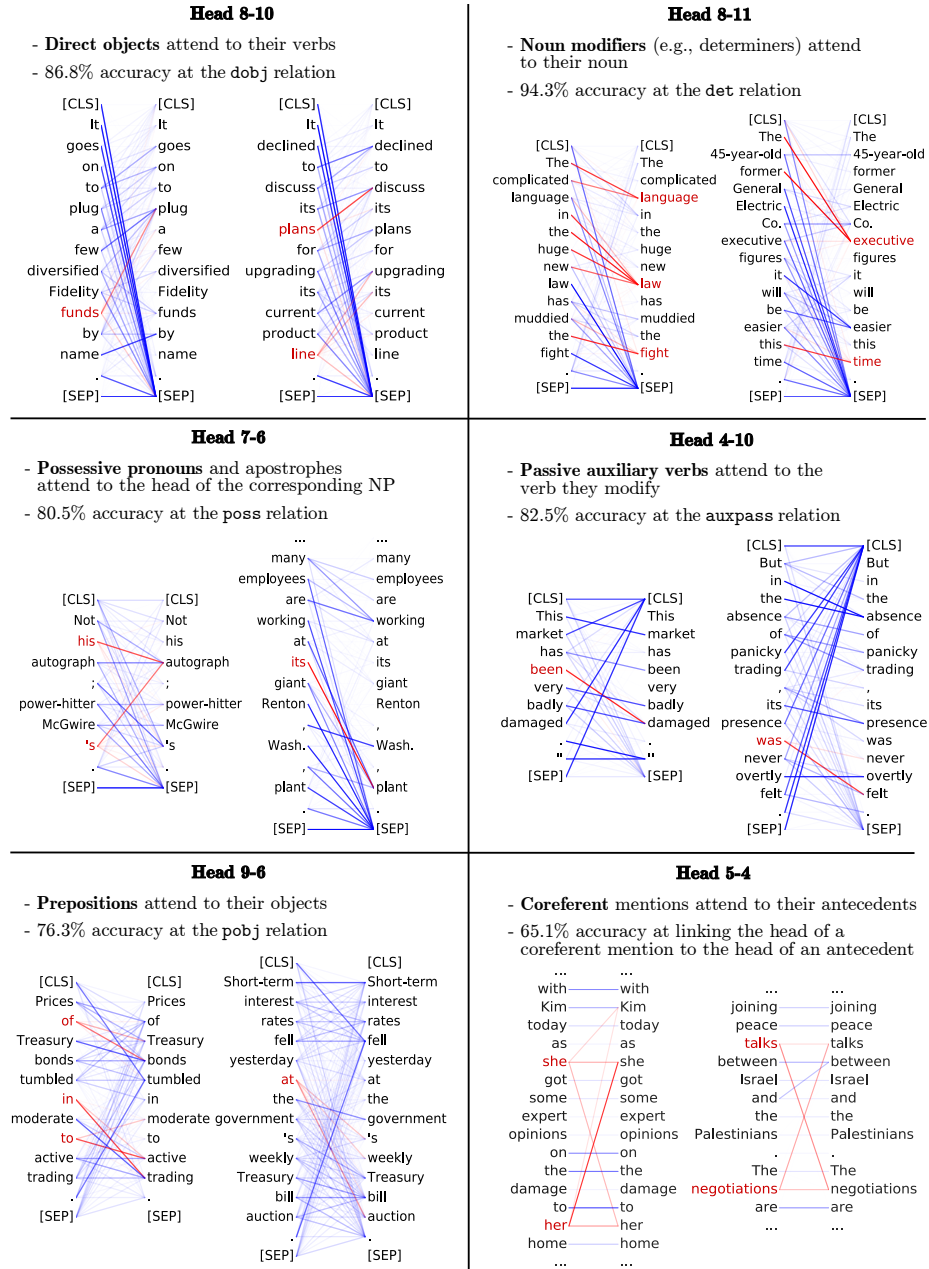 Head 8-10
- Direct objects attend to their verbs
- 86.8% accuracy at the dobj relation
[CLS] [CLS]
It It
goes goes
on on
to to
plug plug
a a
few few
diversified diversified
Fidelity Fidelity
funds funds
by by
name name
. .
[SEP] [SEP]
[CLS] [CLS]
It It
declined declined
to to
discuss discuss
its its
plans plans
for for
upgrading upgrading
its its
current current
product product
line line
. .
[SEP] [SEP]
Head 8-11
- Noun modifiers (e.g., determiners) attend
to their noun
- 94.3% accuracy at the det relation
[CLS] [CLS]
The The
complicated complicated
language language
in in
the the
huge huge
new new
law law
has has
muddied muddied
the the
fight fight
. .
[SEP] [SEP]
[CLS] [CLS]
The The
45-year-old 45-year-old
former former
General General
Electric Electric
Co. Co.
executive executive
figures figures
it it
will will
be be
easier easier
this this
time time
. .
[SEP] [SEP]
Head 7-6
- Possessive pronouns and apostrophes
attend to the head of the corresponding NP
- 80.5% accuracy at the poss relation
[CLS] [CLS]
Not Not
his his
autograph autograph
; ;
power-hitter power-hitter
McGwire McGwire
's 's
. .
[SEP] [SEP]
... ...
many many
employees employees
are are
working working
at at
its its
giant giant
Renton Renton
, ,
Wash. Wash.
, ,
plant plant
. .
[SEP] [SEP]
Head 4-10
- Passive auxiliary verbs attend to the
verb they modify
- 82.5% accuracy at the auxpass relation
[CLS] [CLS]
This This
market market
has has
been been
very very
badly badly
damaged damaged
. .
" "
[SEP] [SEP]
[CLS] [CLS]
But But
in in
the the
absence absence
of of
panicky panicky
trading trading
, ,
its its
presence presence
was was
never never
overtly overtly
felt felt
. .
[SEP] [SEP]
Head 9-6
- Prepositions attend to their objects
- 76.3% accuracy at the pobj relation
[CLS] [CLS]
Prices Prices
of of
Treasury Treasury
bonds bonds
tumbled tumbled
in in
moderate moderate
to to
active active
trading trading
. .
[SEP] [SEP]
[CLS] [CLS]
Short-term Short-term
interest interest
rates rates
fell fell
yesterday yesterday
at at
the the
government government
's 's
weekly weekly
Treasury Treasury
bill bill
auction auction
. .
[SEP] [SEP]
Head 5-4
- Coreferent mentions attend to their antecedents
- 65.1% accuracy at linking the head of a
coreferent mention to the head of an antecedent
... ...
with with
Kim Kim
today today
as as
she she
got got
some some
expert expert
opinions opinions
on on
the the
damage damage
to to
her her
home home
... ...
... ...
joining joining
peace peace
talks talks
between between
Israel Israel
and and
the the
Palestinians Palestinians
. .
The The
negotiations negotiations
are are
... ...